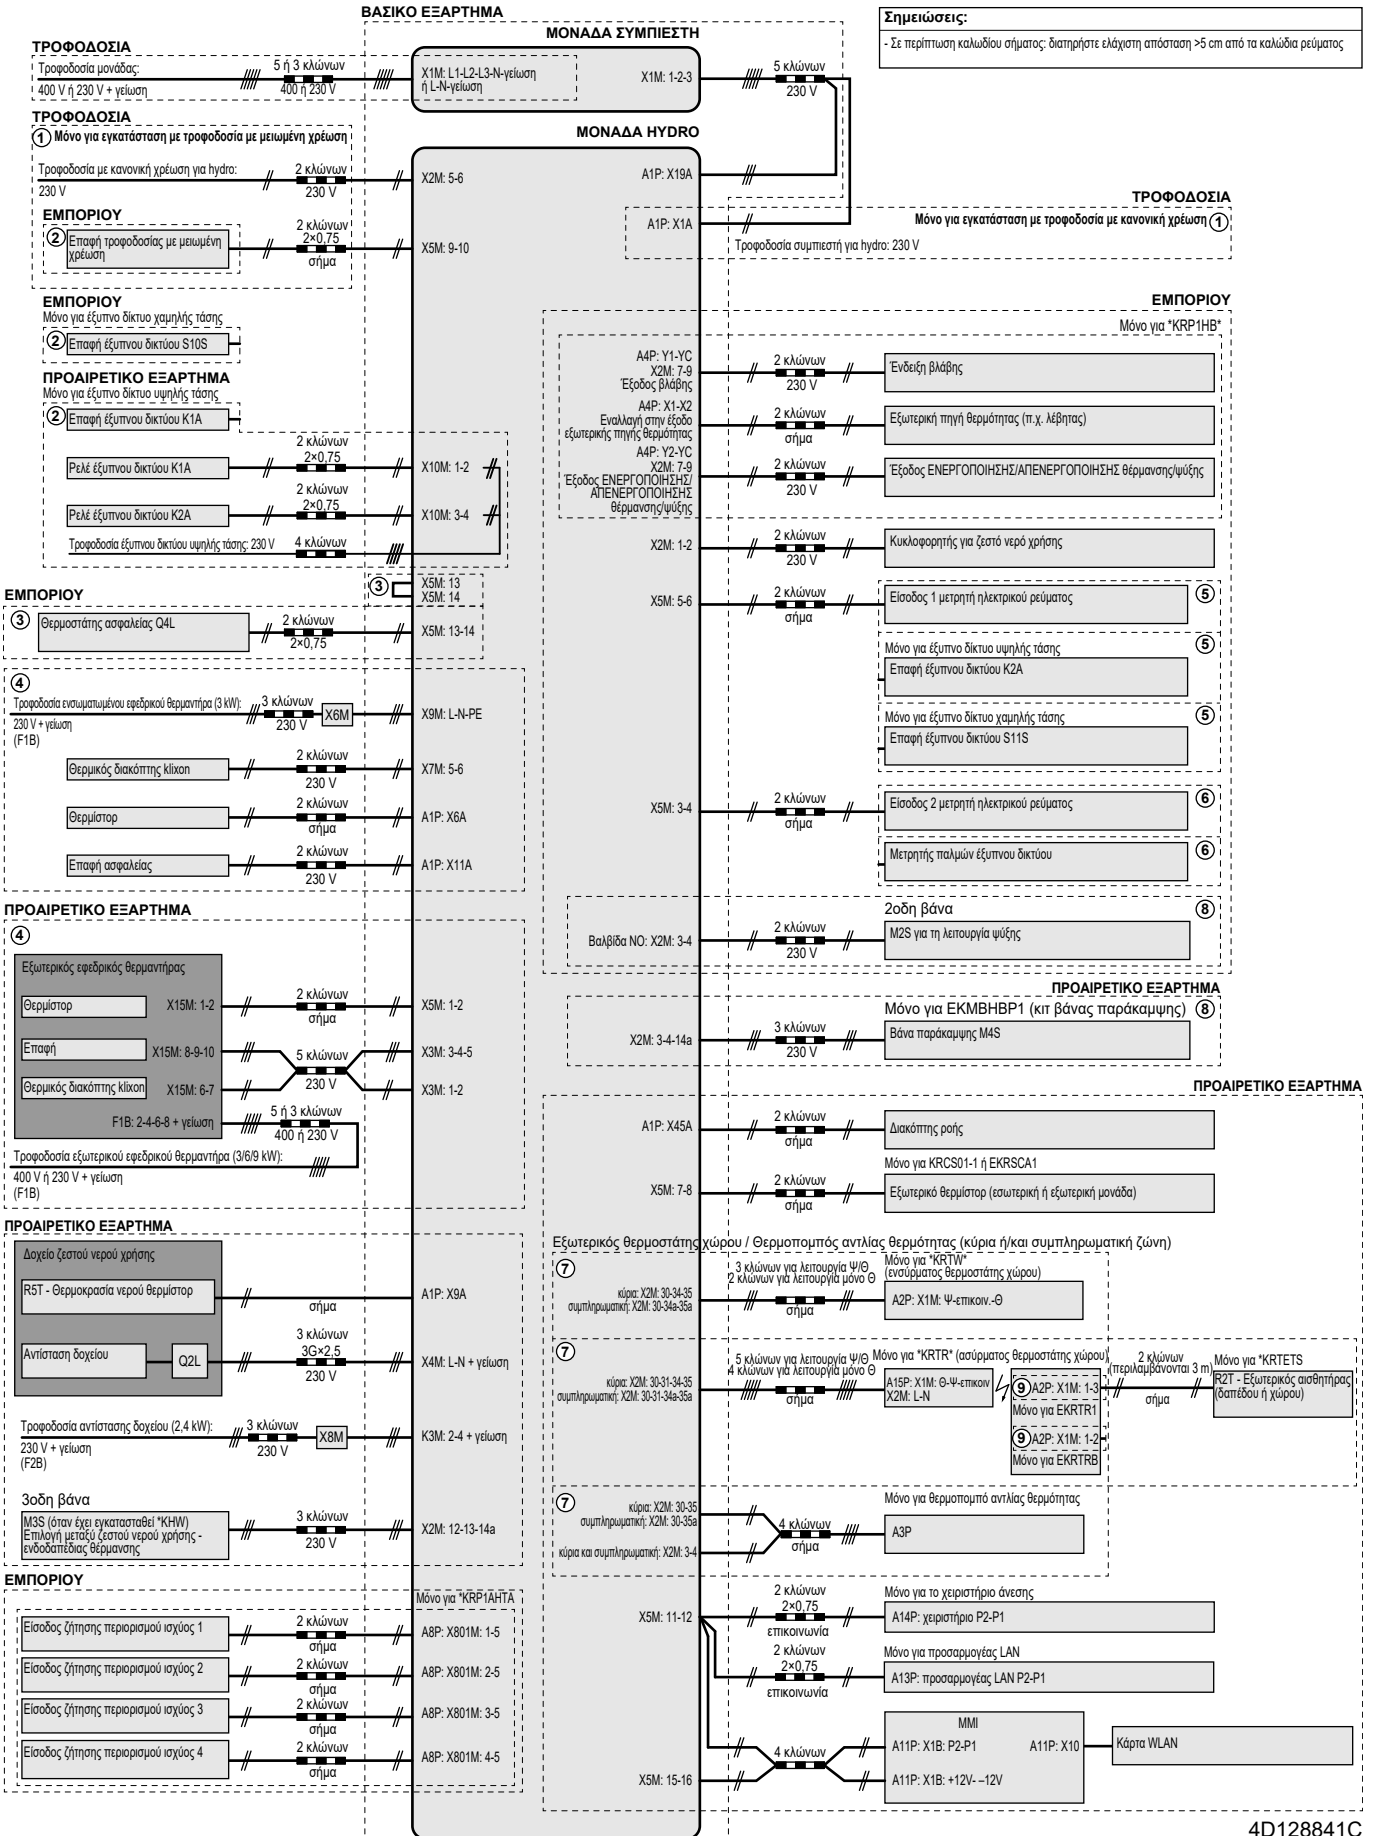 ΒΑΣΙΚΟ ΕΞΑΡΤΗΜΑ
ΜΟΝΑΔΑ ΣΥΜΠΙΕΣΤΗ
Σημειώσεις:
- Σε περίπτωση καλωδίου σήματος: διατηρήστε ελάχιστη απόσταση >5 cm από τα καλώδια ρεύματος
ΤΡΟΦΟΔΟΣΙΑ
Τροφοδοσία μονάδας:
400 V ή 230 V + γείωση
5 ή 3 κλώνων
400 ή 230 V
X1M: L1-L2-L3-N-γείωση
ή L-N-γείωση
X1M: 1-2-3
5 κλώνων
230 V
ΤΡΟΦΟΔΟΣΙΑ
1 Μόνο για εγκατάσταση με τροφοδοσία με μειωμένη χρέωση
ΜΟΝΑΔΑ HYDRO
Τροφοδοσία με κανονική χρέωση για hydro:
230 V
2 κλώνων
230 V
X2M: 5-6
A1P: X19A
ΕΜΠΟΡΙΟΥ
2 Επαφή τροφοδοσίας με μειωμένη
χρέωση
2 κλώνων
2×0,75
σήμα
X5M: 9-10
A1P: X1A
ΤΡΟΦΟΔΟΣΙΑ
Μόνο για εγκατάσταση με τροφοδοσία με κανονική χρέωση 1
Τροφοδοσία συμπιεστή για hydro: 230 V
ΕΜΠΟΡΙΟΥ
Μόνο για έξυπνο δίκτυο χαμηλής τάσης
2 Επαφή έξυπνου δικτύου S10S
ΠΡΟΑΙΡΕΤΙΚΟ ΕΞΑΡΤΗΜΑ
Μόνο για έξυπνο δίκτυο υψηλής τάσης
2 Επαφή έξυπνου δικτύου K1A
Ρελέ έξυπνου δικτύου K1A
2 κλώνων
2×0,75
X10M: 1-2
Ρελέ έξυπνου δικτύου K2A
2 κλώνων
2×0,75
X10M: 3-4
Τροφοδοσία έξυπνου δικτύου υψηλής τάσης: 230 V
4 κλώνων
3
X5M: 13
X5M: 14
ΕΜΠΟΡΙΟΥ
3 Θερμοστάτης ασφαλείας Q4L
2 κλώνων
2×0,75
X5M: 13-14
4
Τροφοδοσία ενσωματωμένου εφεδρικού θερμαντήρα (3 kW):
230 V + γείωση
(F1B)
3 κλώνων
230 V
X6M
X9M: L-N-PE
Θερμικός διακόπτης klixon
2 κλώνων
230 V
X7M: 5-6
Θερμίστορ
2 κλώνων
σήμα
A1P: X6A
Επαφή ασφαλείας
2 κλώνων
230 V
A1P: X11A
ΠΡΟΑΙΡΕΤΙΚΟ ΕΞΑΡΤΗΜΑ
4
Εξωτερικός εφεδρικός θερμαντήρας
Θερμίστορ
X15M: 1-2
2 κλώνων
σήμα
X5M: 1-2
Επαφή
X15M: 8-9-10
5 κλώνων
230 V
X3M: 3-4-5
Θερμικός διακόπτης klixon
X15M: 6-7
X3M: 1-2
F1B: 2-4-6-8 + γείωση
5 ή 3 κλώνων
400 ή 230 V
Τροφοδοσία εξωτερικού εφεδρικού θερμαντήρα (3/6/9 kW):
400 V ή 230 V + γείωση
(F1B)
ΠΡΟΑΙΡΕΤΙΚΟ ΕΞΑΡΤΗΜΑ
Δοχείο ζεστού νερού χρήσης
R5T - Θερμοκρασία νερού θερμίστορ
σήμα
A1P: X9A
Αντίσταση δοχείου
Q2L
3 κλώνων
3G×2,5
230 V
X4M: L-N + γείωση
Τροφοδοσία αντίστασης δοχείου (2,4 kW):
230 V + γείωση
(F2B)
3 κλώνων
230 V
X8M
K3M: 2-4 + γείωση
3οδη βάνα
M3S (όταν έχει εγκατασταθεί *KHW)
Επιλογή μεταξύ ζεστού νερού χρήσης -
ενδοδαπέδιας θέρμανσης
3 κλώνων
230 V
X2M: 12-13-14a
ΕΜΠΟΡΙΟΥ
Μόνο για *KRP1AHTA
Είσοδος ζήτησης περιορισμού ισχύος 1
2 κλώνων
σήμα
A8P: X801M: 1-5
Είσοδος ζήτησης περιορισμού ισχύος 2
2 κλώνων
σήμα
A8P: X801M: 2-5
Είσοδος ζήτησης περιορισμού ισχύος 3
2 κλώνων
σήμα
A8P: X801M: 3-5
Είσοδος ζήτησης περιορισμού ισχύος 4
2 κλώνων
σήμα
A8P: X801M: 4-5
ΕΜΠΟΡΙΟΥ
Μόνο για *KRP1HB*
A4P: Y1-YC
X2M: 7-9
Έξοδος βλάβης
2 κλώνων
230 V
Ένδειξη βλάβης
A4P: X1-X2
Εναλλαγή στην έξοδο
εξωτερικής πηγής θερμότητας
2 κλώνων
σήμα
Εξωτερική πηγή θερμότητας (π.χ. λέβητας)
A4P: Y2-YC
X2M: 7-9
Έξοδος ΕΝΕΡΓΟΠΟΙΗΣΗΣ/
ΑΠΕΝΕΡΓΟΠΟΙΗΣΗΣ
θέρμανσης/ψύξης
2 κλώνων
230 V
Έξοδος ΕΝΕΡΓΟΠΟΙΗΣΗΣ/ΑΠΕΝΕΡΓΟΠΟΙΗΣΗΣ θέρμανσης/ψύξης
X2M: 1-2
2 κλώνων
230 V
Κυκλοφορητής για ζεστό νερό χρήσης
X5M: 5-6
2 κλώνων
σήμα
Είσοδος 1 μετρητή ηλεκτρικού ρεύματος 5
Μόνο για έξυπνο δίκτυο υψηλής τάσης 5
Επαφή έξυπνου δικτύου K2A
Μόνο για έξυπνο δίκτυο χαμηλής τάσης 5
Επαφή έξυπνου δικτύου S11S
X5M: 3-4
2 κλώνων
σήμα
Είσοδος 2 μετρητή ηλεκτρικού ρεύματος 6
Μετρητής παλμών έξυπνου δικτύου 6
2οδη βάνα 8
Βαλβίδα NO: X2M: 3-4
2 κλώνων
230 V
M2S για τη λειτουργία ψύξης
ΠΡΟΑΙΡΕΤΙΚΟ ΕΞΑΡΤΗΜΑ
Μόνο για EKMBHBP1 (κιτ βάνας παράκαμψης) 8
X2M: 3-4-14a
3 κλώνων
230 V
Βάνα παράκαμψης M4S
ΠΡΟΑΙΡΕΤΙΚΟ ΕΞΑΡΤΗΜΑ
A1P: X45A
2 κλώνων
σήμα
Διακόπτης ροής
Μόνο για KRCS01-1 ή EKRSCA1
X5M: 7-8
2 κλώνων
σήμα
Εξωτερικό θερμίστορ (εσωτερική ή εξωτερική μονάδα)
Εξωτερικός θερμοστάτης χώρου / Θερμοπομπός αντλίας θερμότητας (κύρια ή/και συμπληρωματική ζώνη)
7
κύρια: X2M: 30-34-35
συμπληρωματική: X2M: 30-34a-35a
3 κλώνων για λειτουργία Ψ/Θ
2 κλώνων για λειτουργία μόνο Θ
σήμα
Μόνο για *KRTW*
(ενσύρματος θερμοστάτης χώρου)
A2P: X1M: Ψ-επικοιν.-Θ
7
κύρια: X2M: 30-31-34-35
συμπληρωματική: X2M: 30-31-34a-35a
5 κλώνων για λειτουργία Ψ/Θ
4 κλώνων για λειτουργία μόνο Θ
σήμα
Μόνο για *KRTR* (ασύρματος θερμοστάτης χώρου)
A15P: X1M: Θ-Ψ-επικοιν
X2M: L-N
9 A2P: X1M: 1-3
Μόνο για EKRTR1
9 A2P: X1M: 1-2
Μόνο για EKRTRB
2 κλώνων
(περιλαμβάνονται 3 m)
σήμα
Μόνο για *KRTETS
R2T - Εξωτερικός αισθητήρας
(δαπέδου ή χώρου)
7
κύρια: X2M: 30-35
συμπληρωματική: X2M: 30-35a
κύρια και συμπληρωματική: X2M: 3-4
4 κλώνων
σήμα
Μόνο για θερμοπομπό αντλίας θερμότητας
A3P
X5M: 11-12
2 κλώνων
2×0,75
επικοινωνία
Μόνο για το χειριστήριο άνεσης
A14P: χειριστήριο P2-P1
2 κλώνων
2×0,75
επικοινωνία
Μόνο για προσαρμογέας LAN
A13P: προσαρμογέας LAN P2-P1
X5M: 15-16
4 κλώνων
MMI
A11P: X1B: P2-P1
A11P: X1B: +12V- –12V
A11P: X10
Κάρτα WLAN
4D128841C